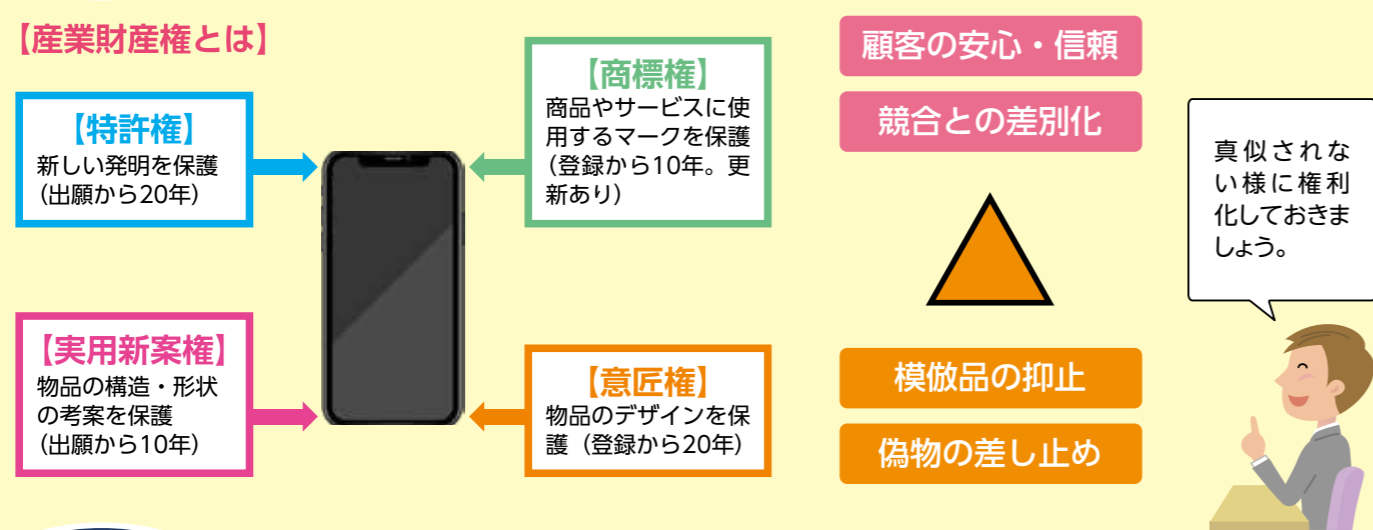 【産業財産権とは】
【特許権】
新しい発明を保護
（出願から20年）
【商標権】
商品やサービスに使
用するマークを保護
（登録から10年。更
新あり）
【実用新案権】
物品の構造・形状
の考案を保護
（出願から10年）
【意匠権】
物品のデザインを保
護（登録から20年）
顧客の安心・信頼
競合との差別化
模倣品の抑止
偽物の差し止め
真似されな
い様に権利
化しておきま
しょう。